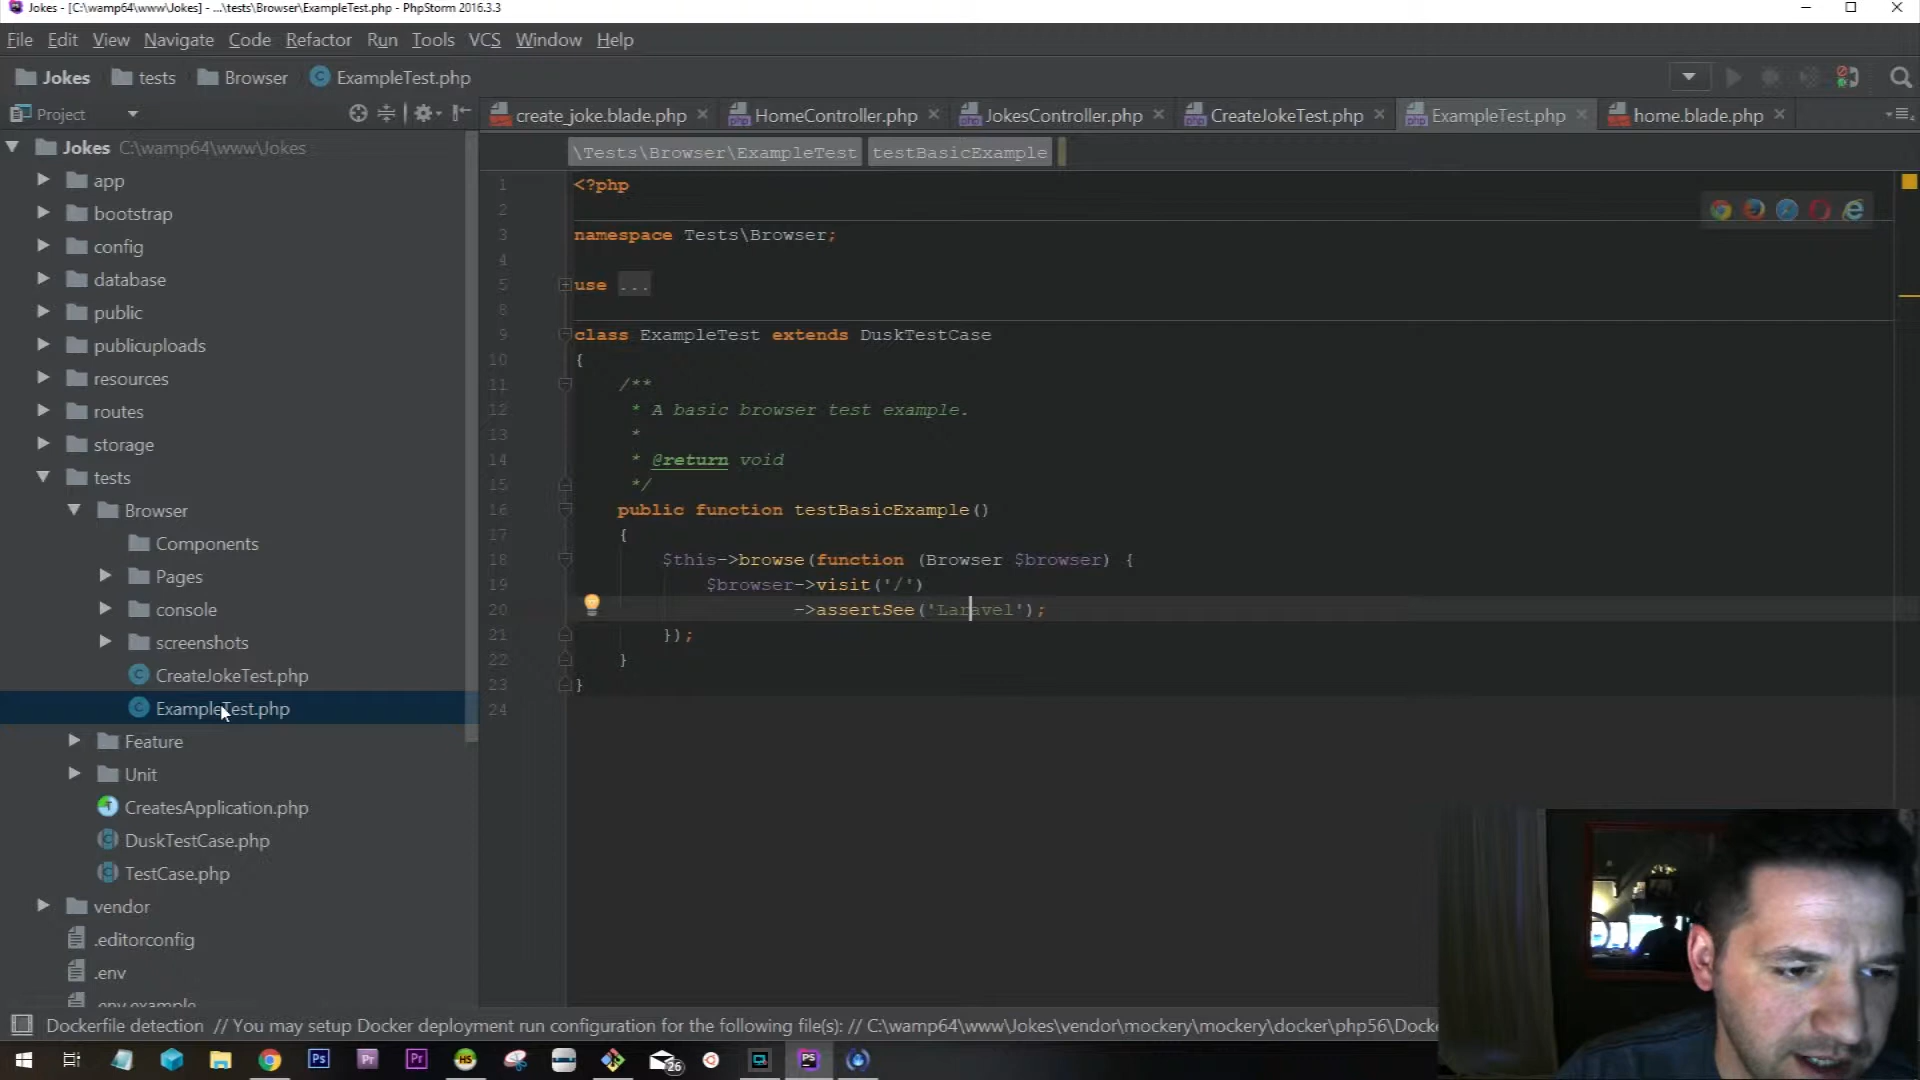 Jokes - [C:\wamp64\www\Jokes] - ...\tests\Browser\ExampleTest.php - PhpStorm 2016.3.3
File Edit View Navigate Code Refactor Run Tools VCS Window Help
Jokes tests Browser ExampleTest.php
Project
create_joke.blade.php HomeController.php JokesController.php CreateJokeTest.php ExampleTest.php home.blade.php
Jokes C:\wamp64\www\Jokes
app
bootstrap
config
database
public
publicuploads
resources
routes
storage
tests
Browser
Components
Pages
console
screenshots
CreateJokeTest.php
ExampleTest.php
Feature
Unit
CreatesApplication.php
DuskTestCase.php
TestCase.php
vendor
.editorconfig
.env
.env.example
\Tests\Browser\ExampleTest testBasicExample
1 <?php
2
3 namespace Tests\Browser;
4
5 use ...
8
9 class ExampleTest extends DuskTestCase
10 {
11 /**
12 * A basic browser test example.
13 *
14 * @return void
15 */
16 public function testBasicExample()
17 {
18 $this->browse(function (Browser $browser) {
19 $browser->visit('/')
20 ->assertSee('Laravel');
21 });
22 }
23 }
24
Dockerfile detection // You may setup Docker deployment run configuration for the following file(s): // C:\wamp64\www\Jokes\vendor\mockery\mockery\docker\php56\Docke
Ps Pr Pr HS 26 PS